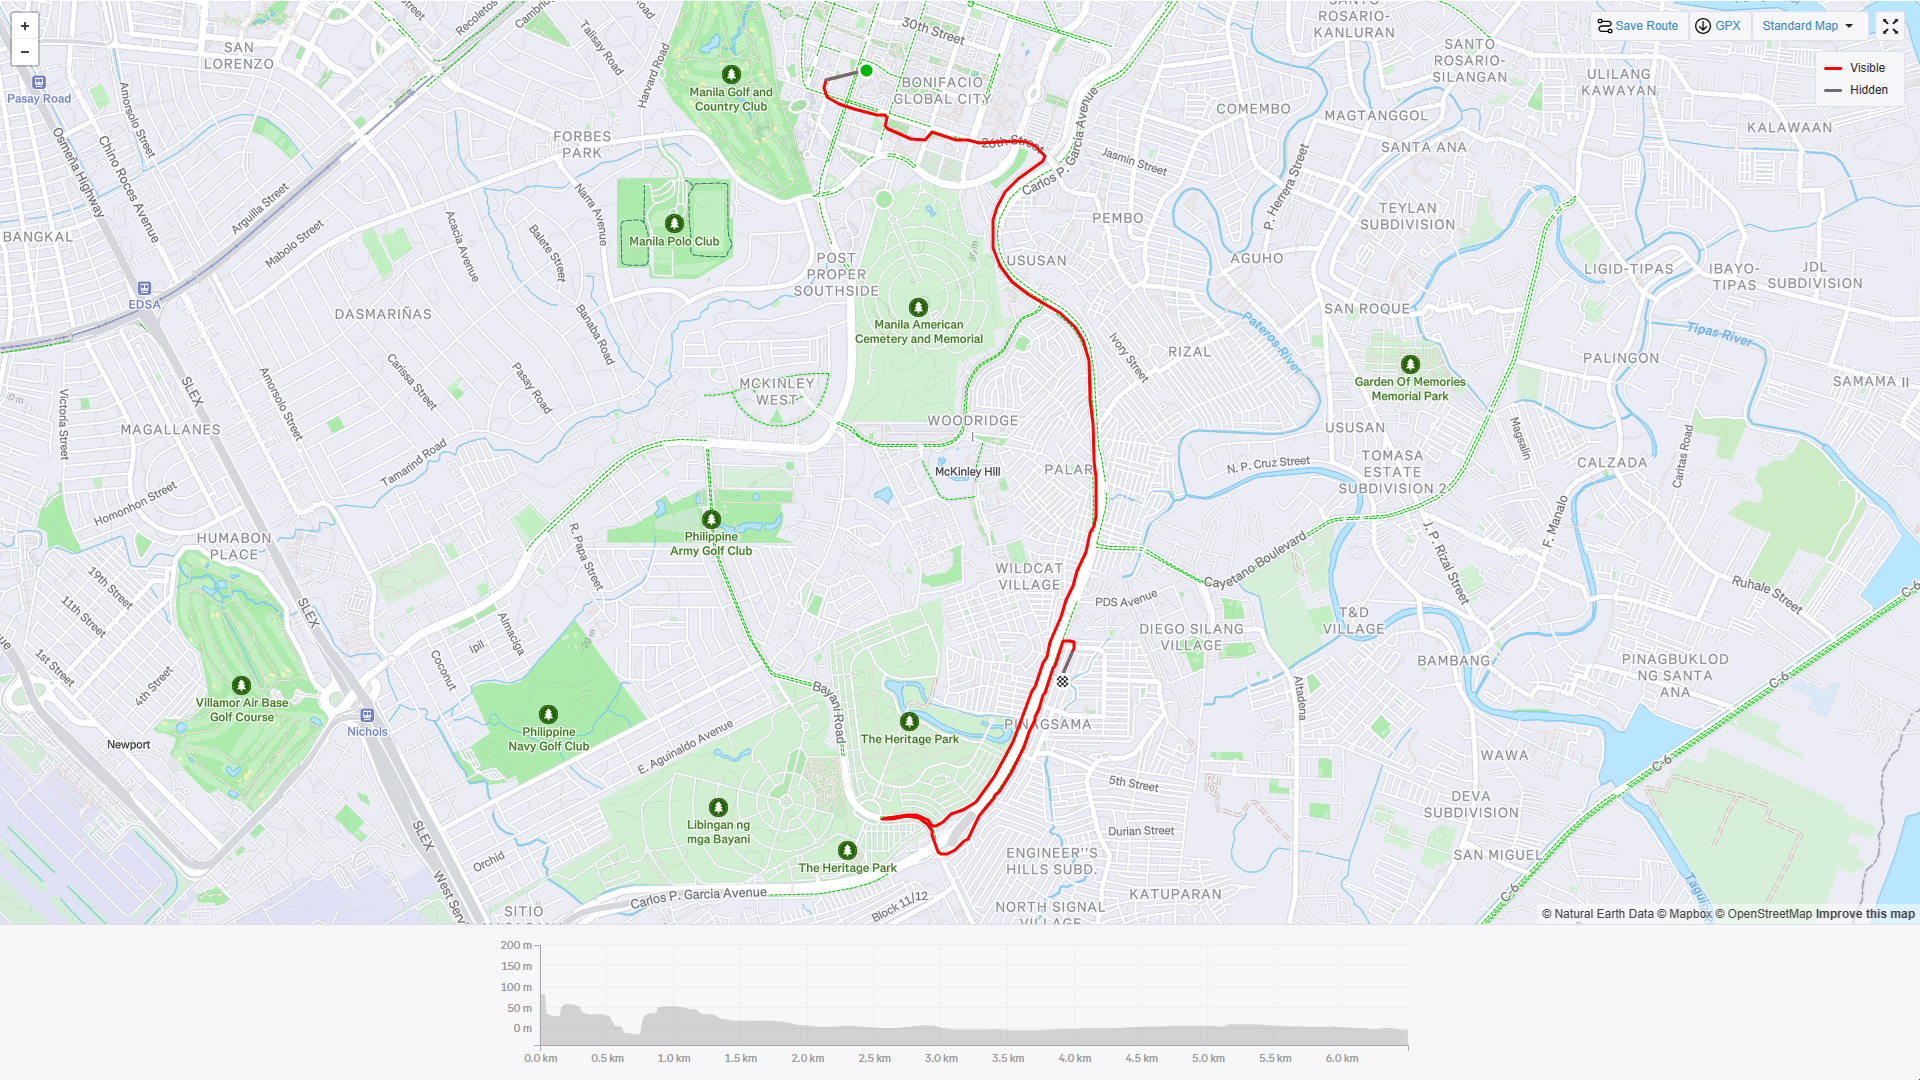 +
−
Save Route
GPX
Standard Map
Visible
Hidden
SAN
LORENZO
Recoletos
Cambridge
Talisay Road
Harvard Road
30th Street
SANTO
ROSARIO-
KANLURAN
SANTO
ROSARIO-
SILANGAN
ULILANG
KAWAYAN
Pasay Road
Amorsolo Street
Manila Golf and
Country Club
BONIFACIO
GLOBAL CITY
COMEMBO
MAGTANGGOL
KALAWAAN
Osmeña Highway
Chino Roces Avenue
FORBES
PARK
26th Street
Carlos P. Garcia Avenue
Jasmin Street
SANTA ANA
P. Herrera Street
Carlos P.
Arguilla Street
Mabolo Street
Narra Avenue
Acacia Avenue
Balete Street
Manila Polo Club
PEMBO
TEYLAN
SUBDIVISION
BANGKAL
POST
PROPER
SOUTHSIDE
USUSAN
AGUHO
LIGID-TIPAS
IBAYO-
TIPAS
JDL
SUBDIVISION
EDSA
DASMARIÑAS
Banaba Road
Manila American
Cemetery and Memorial
SAN ROQUE
Pateros River
Tipas River
Ivory Street
RIZAL
PALINGON
SLEX
Carissa Street
Pasay Road
Amorsolo Street
Victoria Street
MCKINLEY
WEST
Garden Of Memories
Memorial Park
SAMAMA II
MAGALLANES
WOODRIDGE
I
USUSAN
Magsalin
Caritas Road
Tamarind Road
McKinley Hill
PALAR
N. P. Cruz Street
TOMASA
ESTATE
SUBDIVISION 2
CALZADA
Homonhon Street
HUMABON
PLACE
R. Papa Street
Philippine
Army Golf Club
F. Manalo
J. P. Rizal Street
WILDCAT
VILLAGE
Cayetano Boulevard
19th Street
11th Street
SLEX
PDS Avenue
Ruhale Street
C-6
Almaciga
Ipil
20 m
DIEGO SILANG
VILLAGE
T&D
VILLAGE
1st Street
4th Street
Coconut
BAMBANG
PINAGBUKLOD
NG SANTA
ANA
C-6
Villamor Air Base
Golf Course
Bayani Road
Altadena
Newport
Nichols
Philippine
Navy Golf Club
E. Aguinaldo Avenue
The Heritage Park
PINAGSAMA
WAWA
C-6
5th Street
DEVA
SUBDIVISION
Libingan ng
mga Bayani
Durian Street
SLEX
Orchid
The Heritage Park
ENGINEER"S
HILLS SUBD.
SAN MIGUEL
Carlos P. Garcia Avenue
Block 11/12
KATUPARAN
C-6
SITIO
NORTH SIGNAL
VILLAGE
© Natural Earth Data © Mapbox © OpenStreetMap Improve this map
200 m
150 m
100 m
50 m
0 m
0.0 km
0.5 km
1.0 km
1.5 km
2.0 km
2.5 km
3.0 km
3.5 km
4.0 km
4.5 km
5.0 km
5.5 km
6.0 km